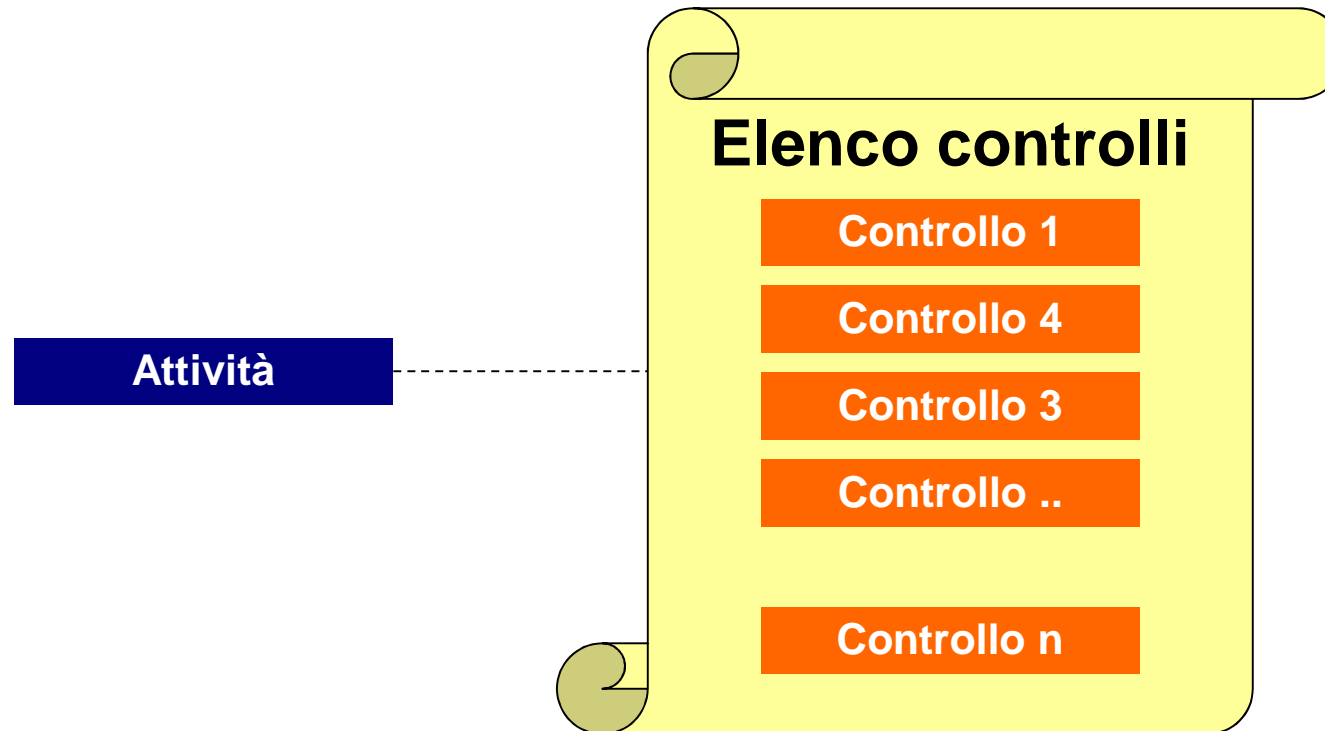 Elenco controlli
Controllo 1
Controllo 4
Attività
Controllo 3
Controllo ..
Controllo n